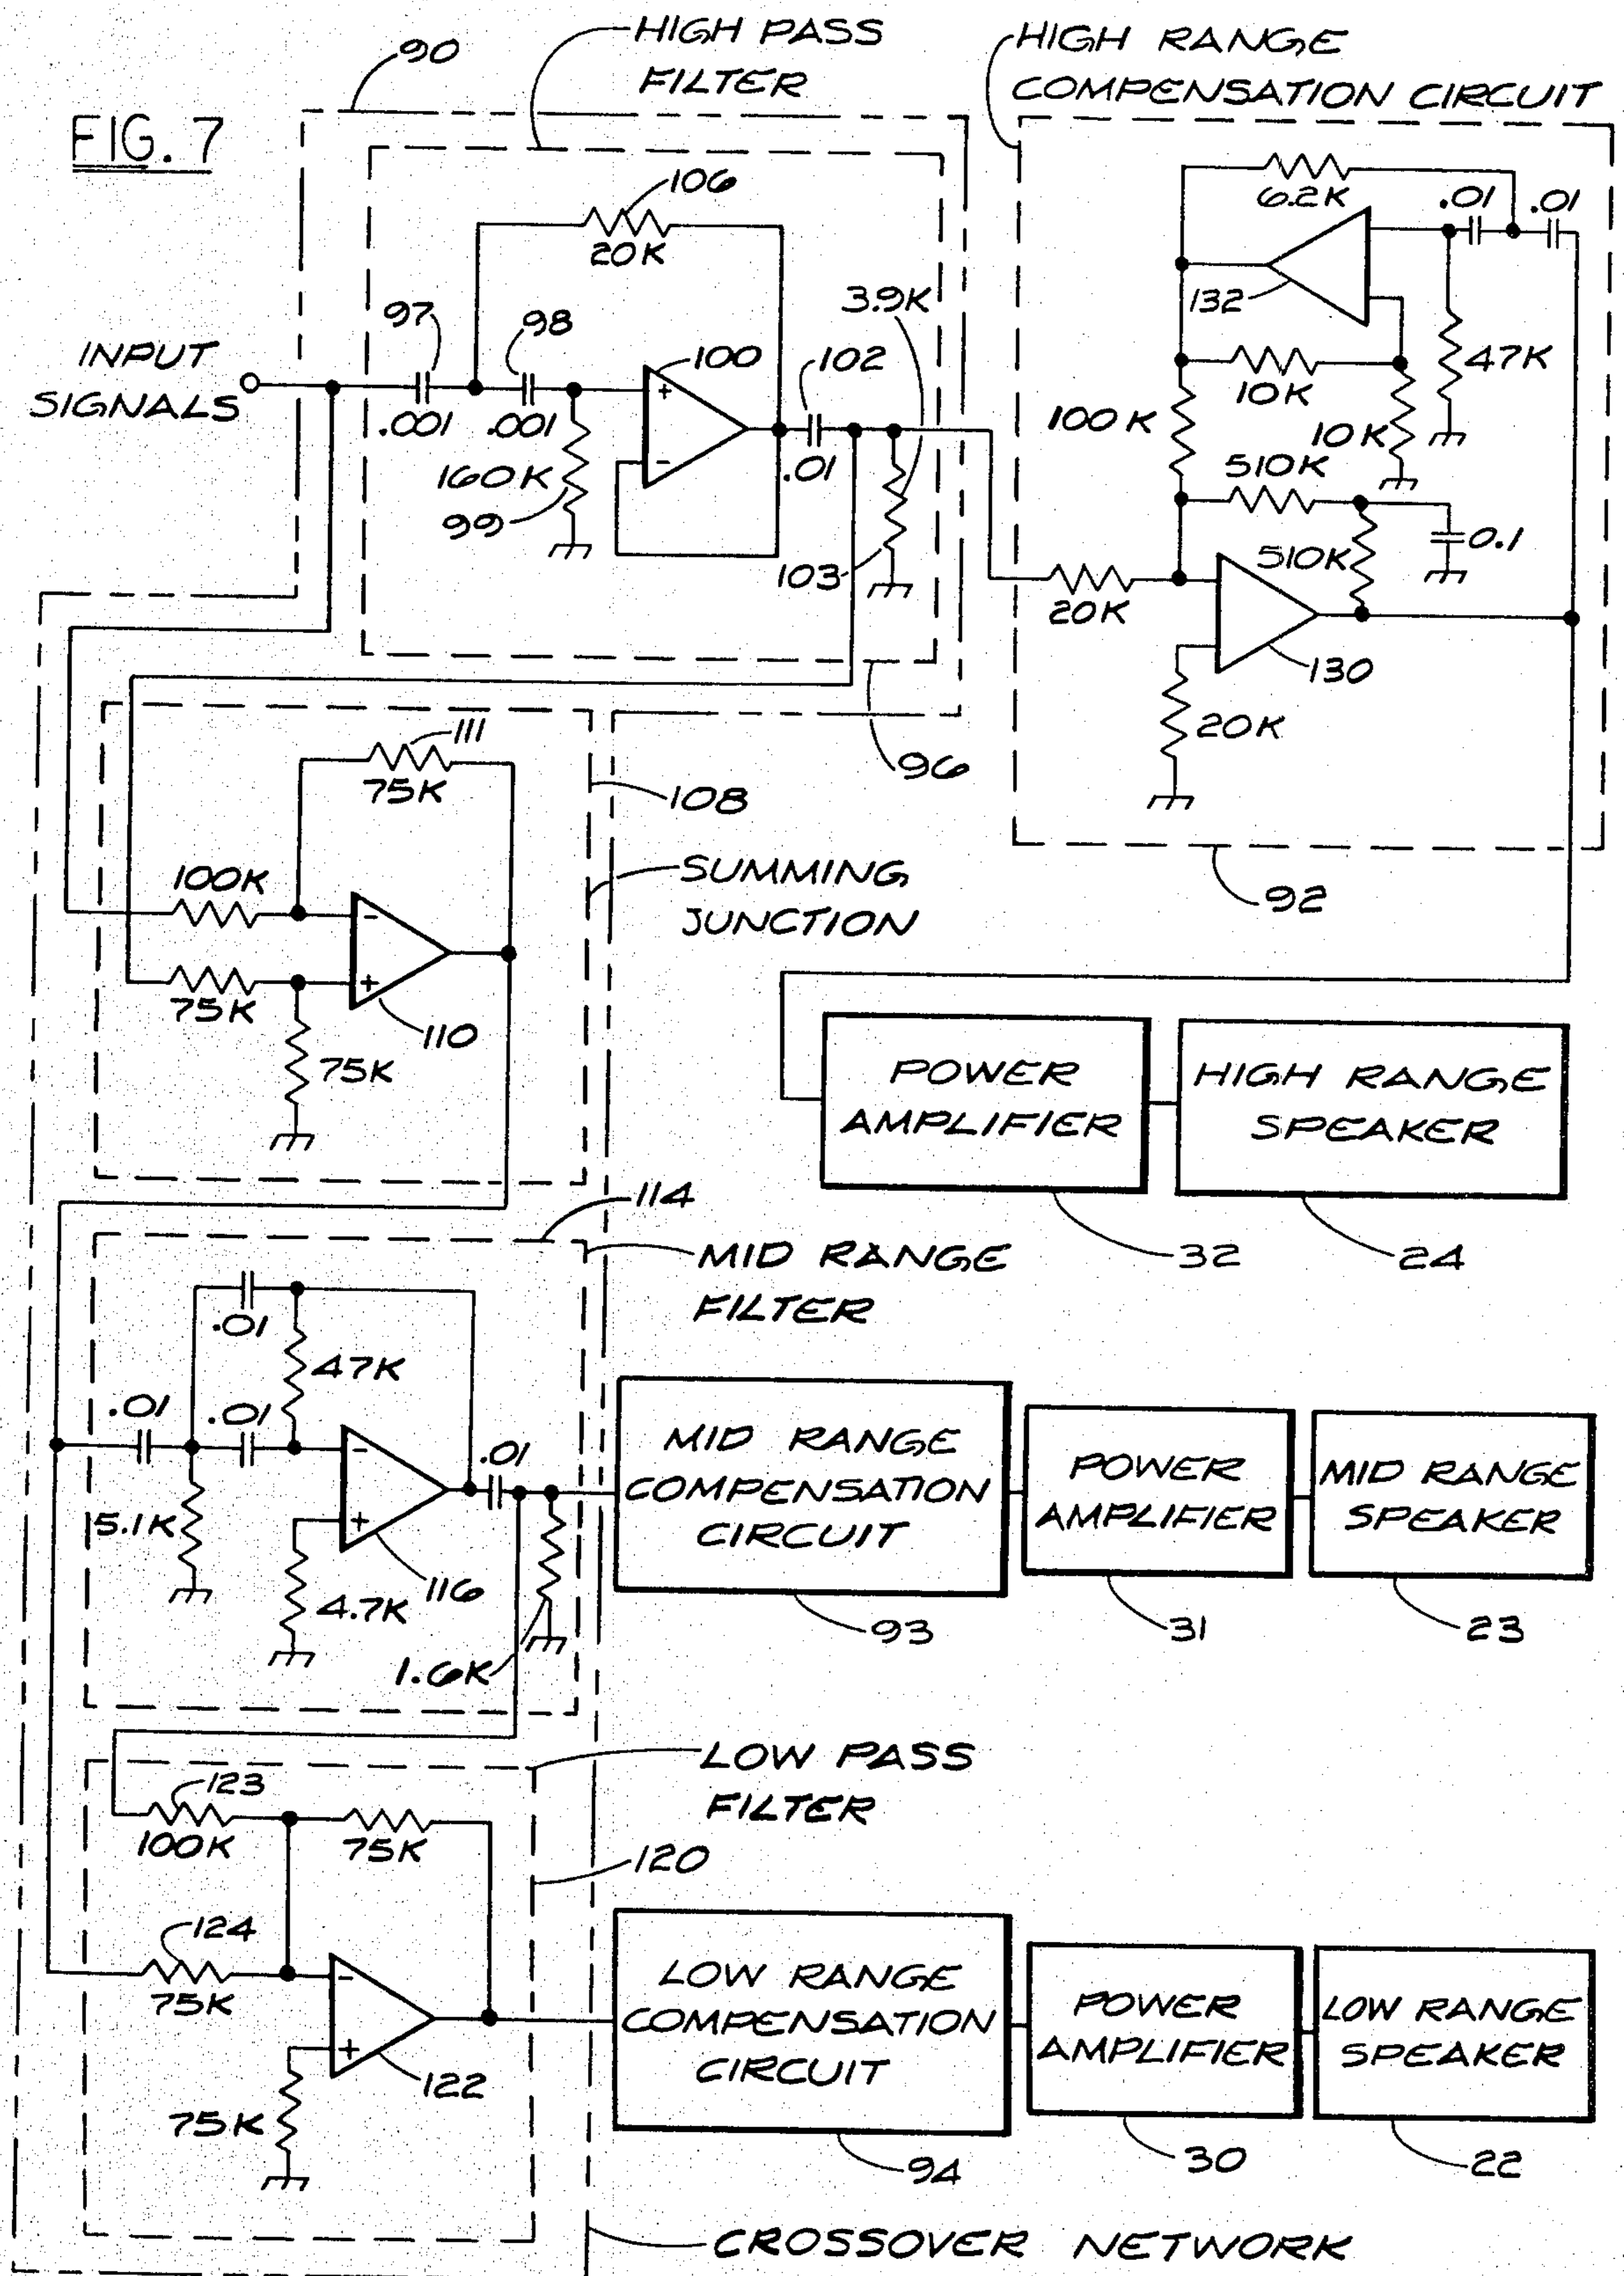 FIG. 7
90
HIGH PASS
FILTER
HIGH RANGE
COMPENSATION CIRCUIT
106
20K
97
98
.001
.001
INPUT
SIGNALS
160K
99
100
+
-
102
.01
3.9K
103
96
6.2K
.01
.01
132
10K
47K
100K
10K
510K
510K
0.1
20K
130
20K
92
111
75K
108
100K
SUMMING
JUNCTION
-
+
75K
110
75K
POWER
AMPLIFIER
32
HIGH RANGE
SPEAKER
24
114
MID RANGE
FILTER
.01
47K
.01
.01
-
+
.01
5.1K
4.7K
116
1.6K
MID RANGE
COMPENSATION
CIRCUIT
93
POWER
AMPLIFIER
31
MID RANGE
SPEAKER
23
LOW PASS
FILTER
123
100K
75K
120
124
75K
-
+
122
75K
LOW RANGE
COMPENSATION
CIRCUIT
94
POWER
AMPLIFIER
30
LOW RANGE
SPEAKER
22
CROSSOVER NETWORK